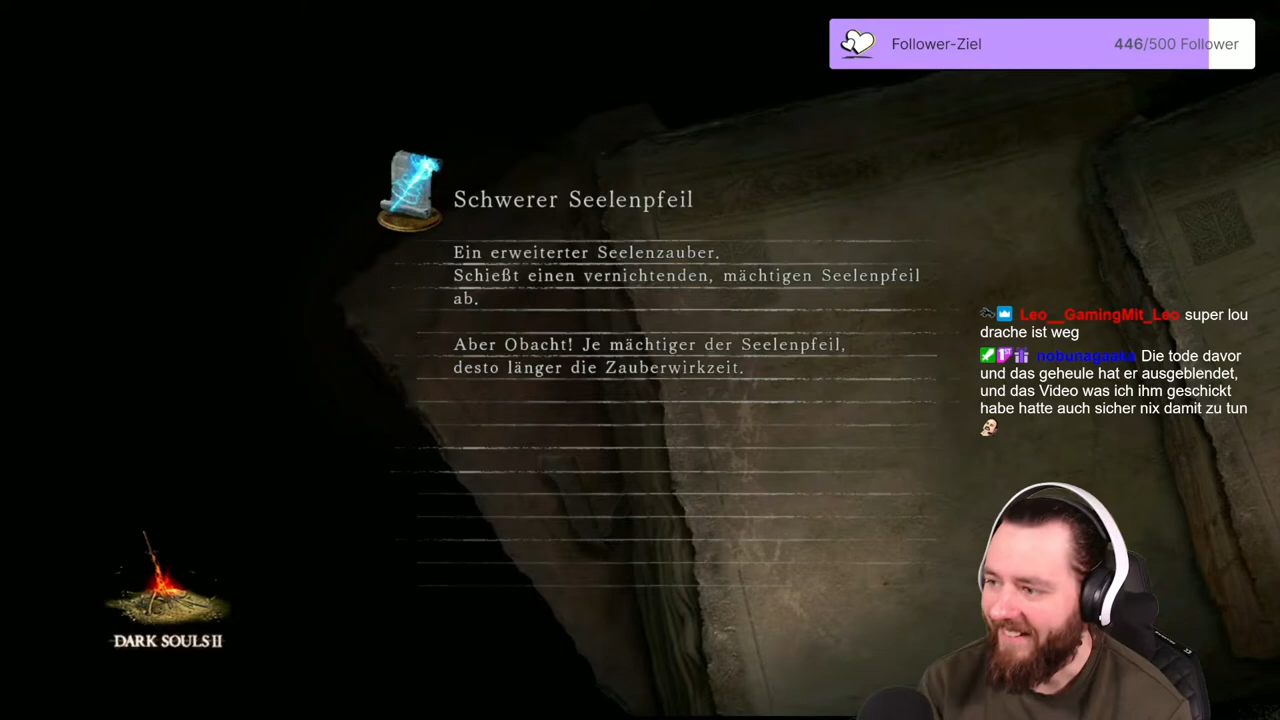 Follower-Ziel
446/500 Follower
Schwerer Seelenpfeil
Ein erweiterter Seelenzauber.
Schießt einen vernichtenden, mächtigen Seelenpfeil
ab.
Aber Obacht! Je mächtiger der Seelenpfeil,
desto länger die Zauberwirkzeit.
Leo__GamingMit_Leo super lou
drache ist weg
nobunagaaka Die tode davor
und das geheule hat er ausgeblendet,
und das Video was ich ihm geschickt
habe hatte auch sicher nix damit zu tun
DARK SOULS II